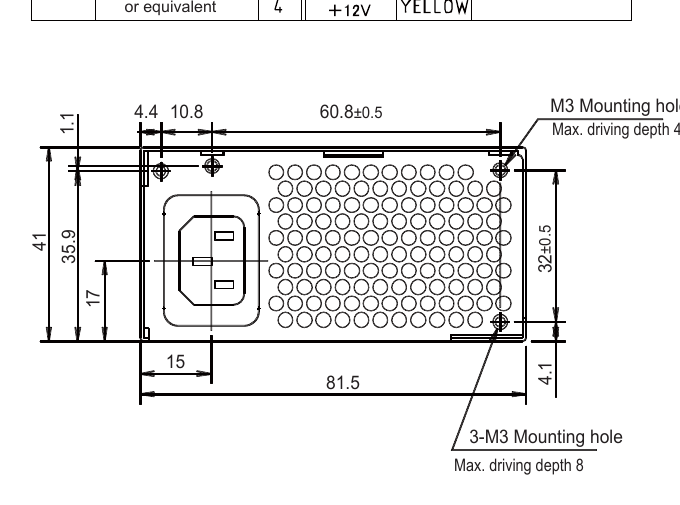 or equivalent 4 +12V YELLOW
M3 Mounting hol
Max. driving depth 4
1.1 4.4 10.8 60.8±0.5
41 35.9 17 32±0.5
15 4.1
81.5
3-M3 Mounting hole
Max. driving depth 8